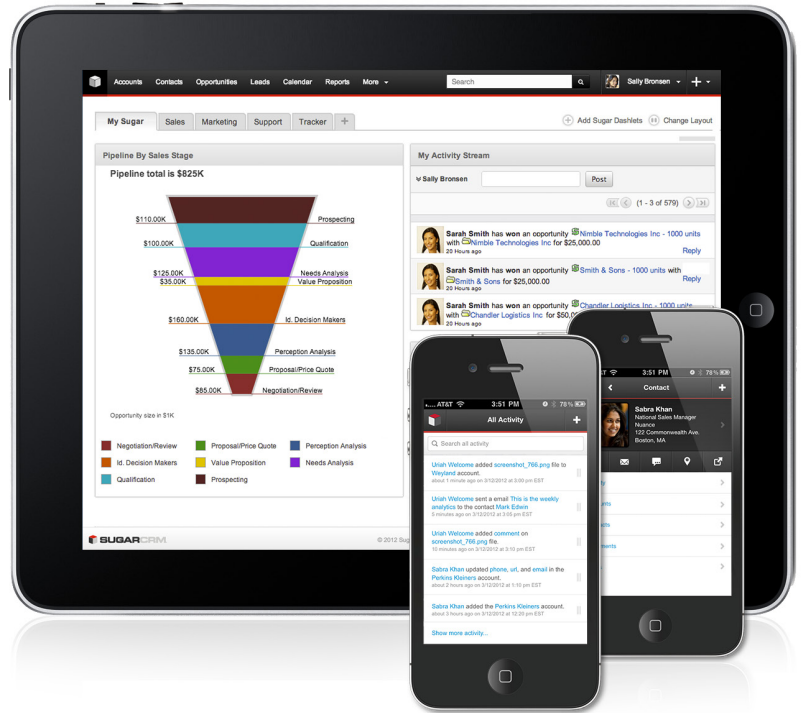 Accounts Contacts Opportunities Leads Calendar Reports More Search Sally Bronsen
My Sugar Sales Marketing Support Tracker + Add Sugar Dashlets Change Layout
Pipeline By Sales Stage
Pipeline total is $825K
$110.00K Prospecting
$100.00K Qualification
$125.00K Needs Analysis
$35.00K Value Proposition
$160.00K Id. Decision Makers
$135.00K Perception Analysis
$75.00K Proposal/Price Quote
$85.00K Negotiation/Review
Opportunity size in $1K
Negotiation/Review Proposal/Price Quote Perception Analysis
Id. Decision Makers Value Proposition Needs Analysis
Qualification Prospecting
SUGARCRM © 2012 Sug
My Activity Stream
Sally Bronsen Post
(1 - 3 of 579)
Sarah Smith has won an opportunity Nimble Technologies Inc - 1000 units
with Nimble Technologies Inc for $25,000.00
20 Hours ago Reply
Sarah Smith has won an opportunity Smith & Sons - 1000 units with
Smith & Sons for $25,000.00 Reply
20 Hours ago
Sarah Smith has won an opportunity Chandler Logistics Inc - 1000 units
with Chandler Logistics Inc for $50,
20 Hours ago
AT&T 3:51 PM 78%
All Activity +
Search all activity
Uriah Welcome added screenshot_766.png file to
Weyland account.
about 1 minute ago on 3/12/2012 at 3:00 pm EST
Uriah Welcome sent a email This is the weekly
analytics to the contact Mark Edwin
5 minutes ago on 3/12/2012 at 3:55 pm EST
Uriah Welcome added comment on
screenshot_766.png file.
10 minutes ago on 3/12/2012 at 3:10 pm EST
Sabra Khan updated phone, url, and email in the
Perkins Kleiners account.
about 2 hours ago on 3/12/2012 at 1:10 pm EST
Sabra Khan added the Perkins Kleiners account.
about 3 hours ago on 3/12/2012 at 12:20 pm EST
Show more activity...
T 3:51 PM 78%
Contact +
Sabra Khan
National Sales Manager
Nuance
122 Commonwealth Ave.
Boston, MA
ty
nts
cts
ments